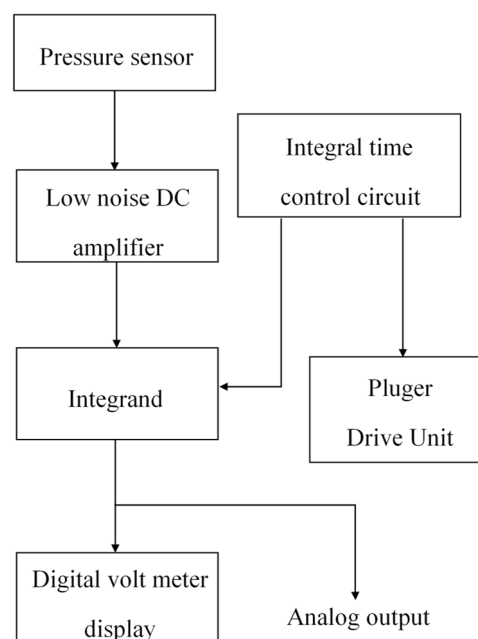 Pressure sensor
Integral time
control circuit
Low noise DC
amplifier
Integrand
Pluger
Drive Unit
Digital volt meter
display
Analog output